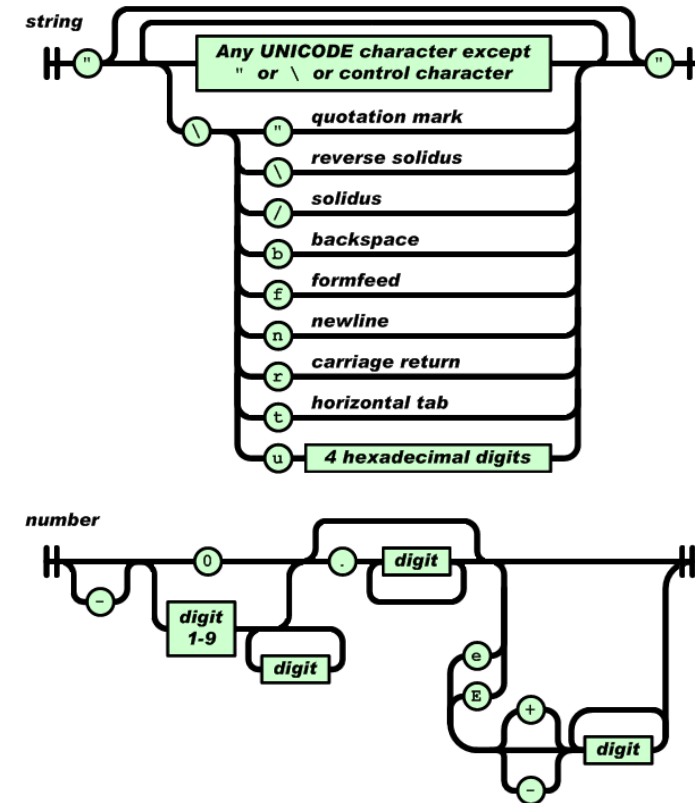 string
"
Any UNICODE character except
" or \ or control character
"
\
" quotation mark
\ reverse solidus
/ solidus
b backspace
f formfeed
n newline
r carriage return
t horizontal tab
u 4 hexadecimal digits
number
0 . digit
-
digit
1-9
digit
e
E
+
digit
-